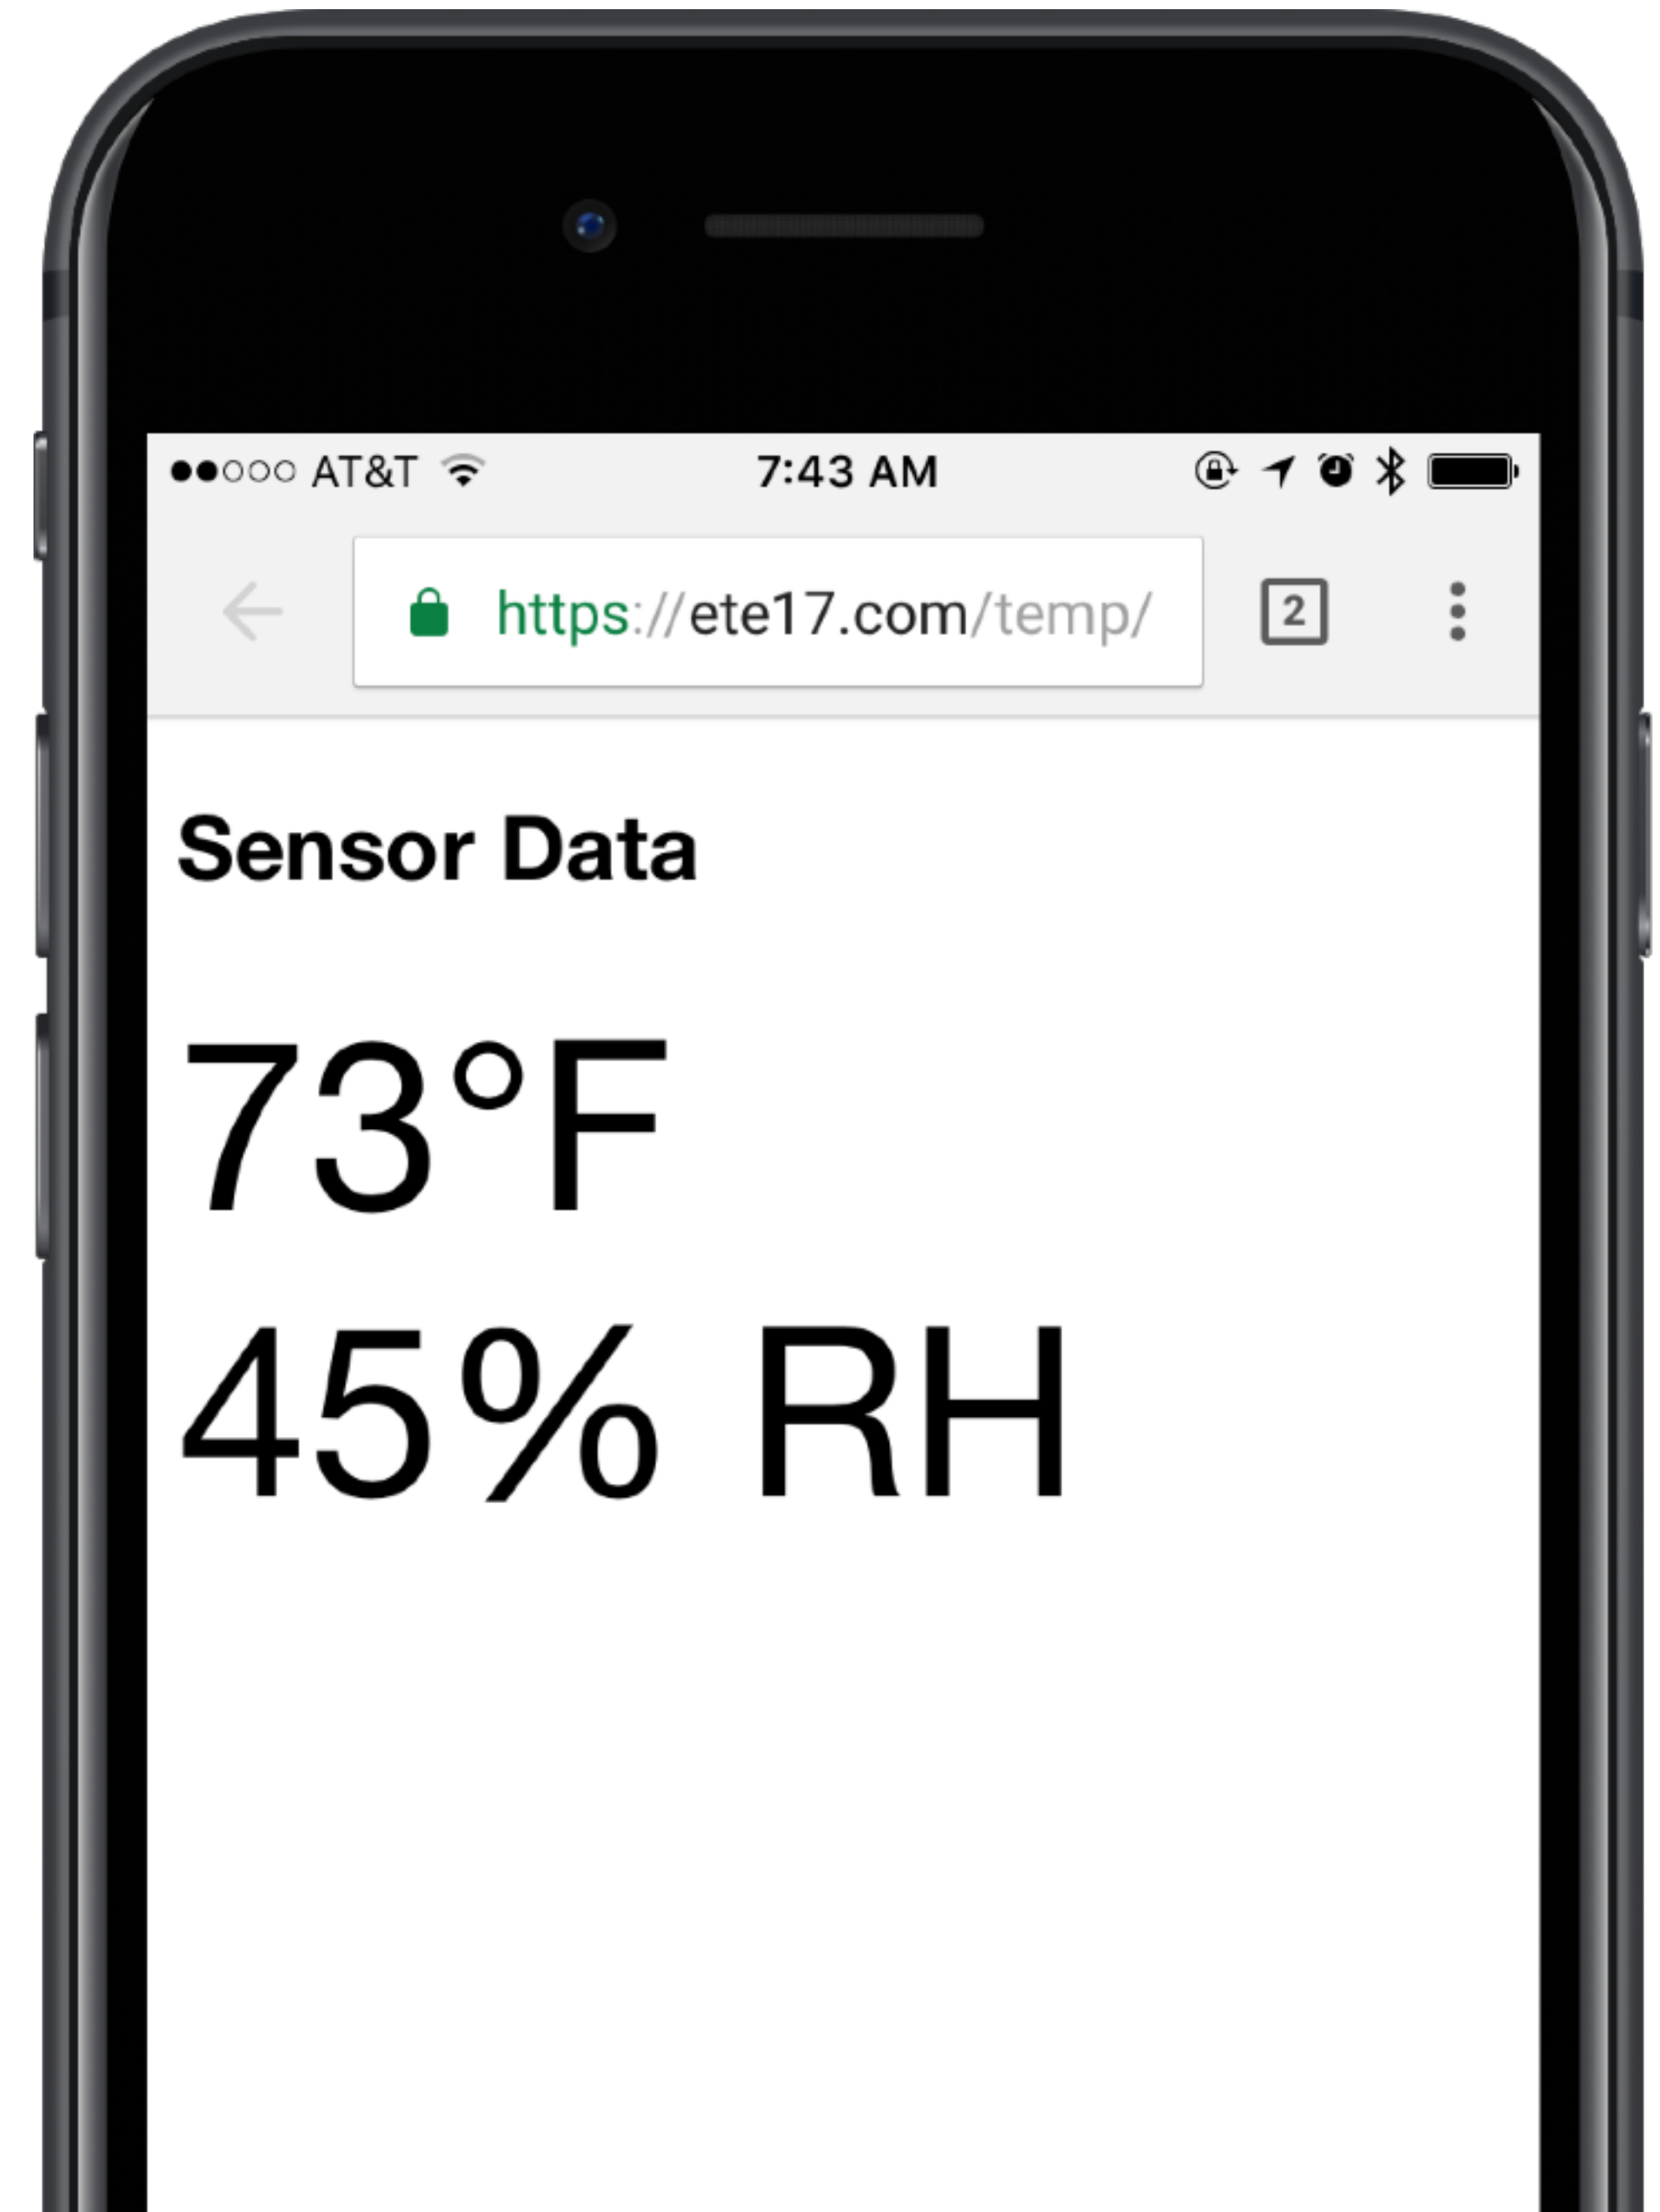 AT&T 7:43 AM
https://ete17.com/temp/ 2
Sensor Data
73°F
45% RH